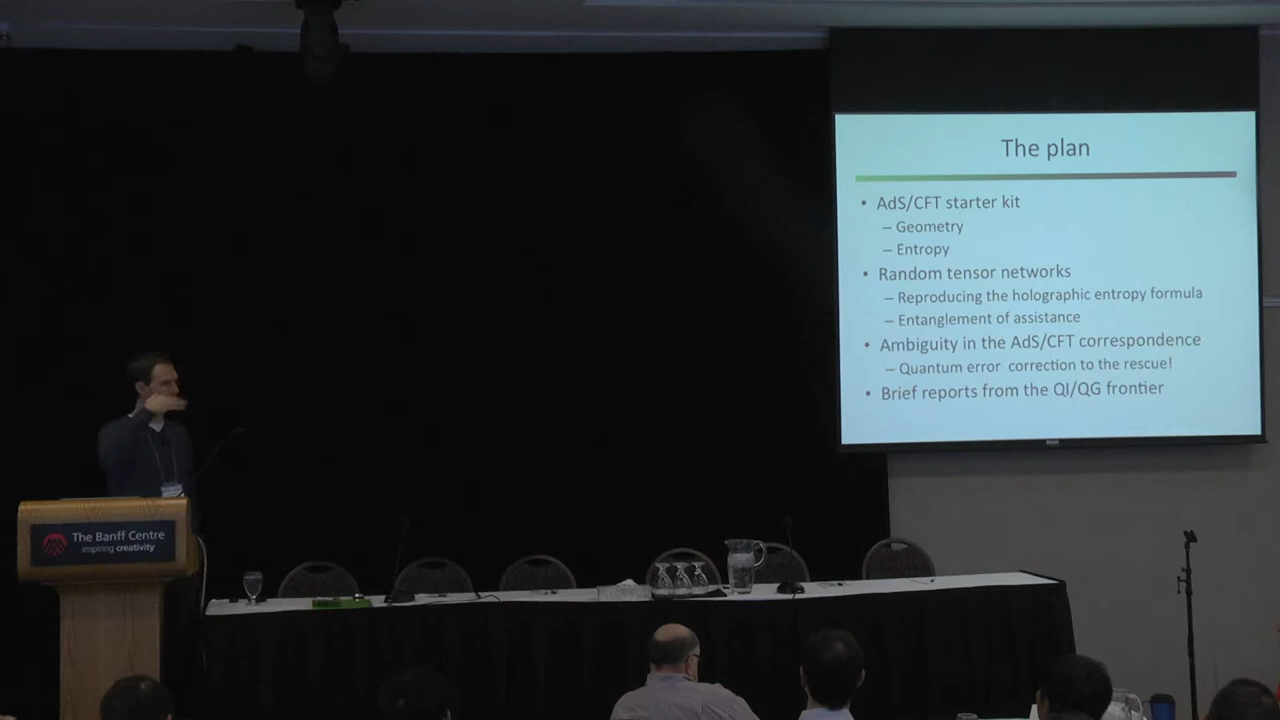 The plan
• AdS/CFT starter kit
– Geometry
– Entropy
• Random tensor networks
– Reproducing the holographic entropy formula
– Entanglement of assistance
• Ambiguity in the AdS/CFT correspondence
– Quantum error correction to the rescue!
• Brief reports from the QI/QG frontier
The Banff Centre
inspiring creativity